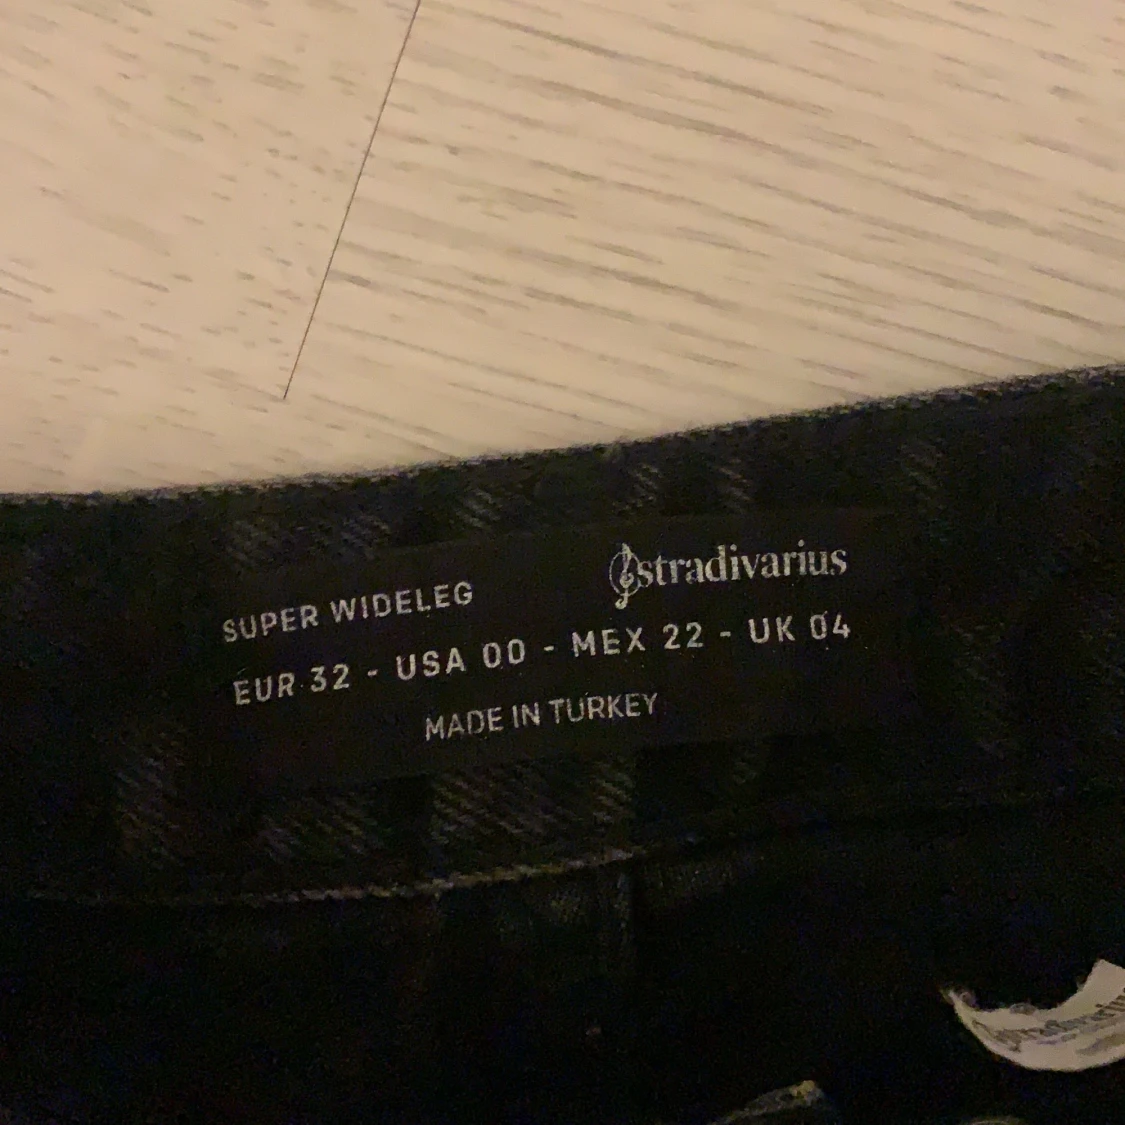 stradivarius
SUPER WIDELEG
EUR 32 - USA 00 - MEX 22 - UK 04
MADE IN TURKEY